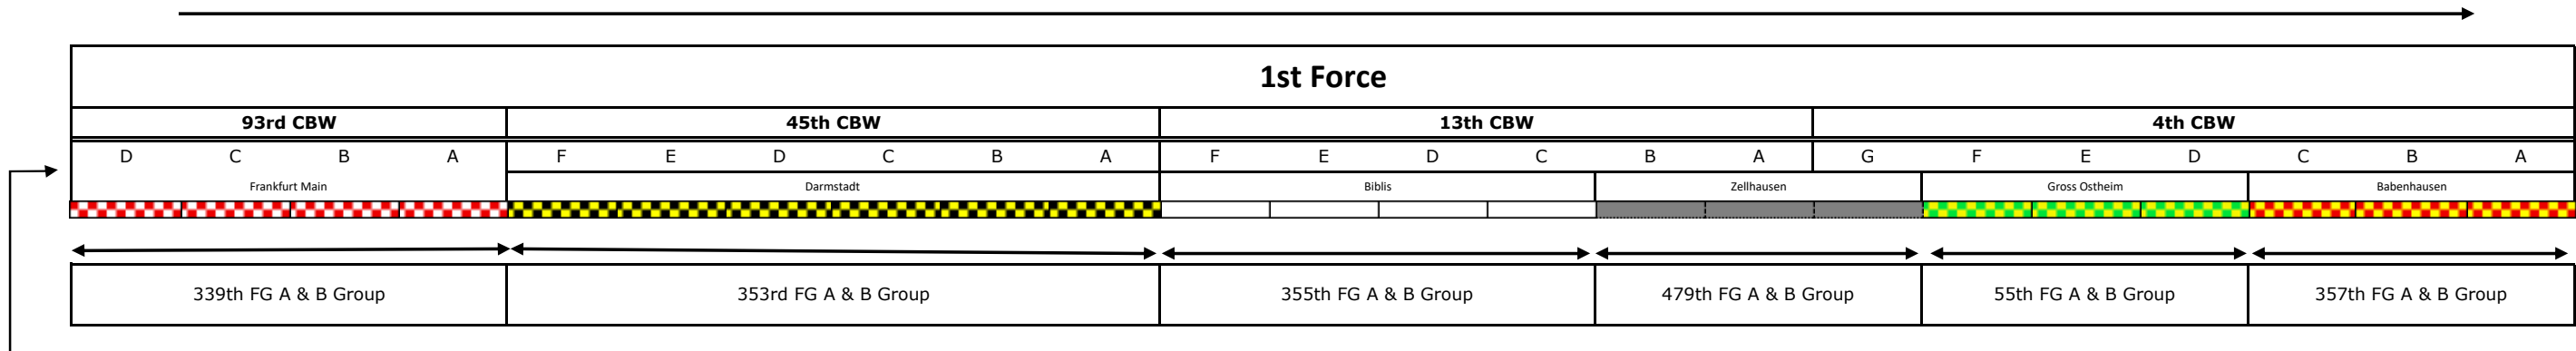 1st Force
93rd CBW 45th CBW 13th CBW 4th CBW
D C B A F E D C B A F E D C B A G F E D C B A
Frankfurt Main Darmstadt Biblis Zellhausen Gross Ostheim Babenhausen
339th FG A & B Group 353rd FG A & B Group 355th FG A & B Group 479th FG A & B Group 55th FG A & B Group 357th FG A & B Group